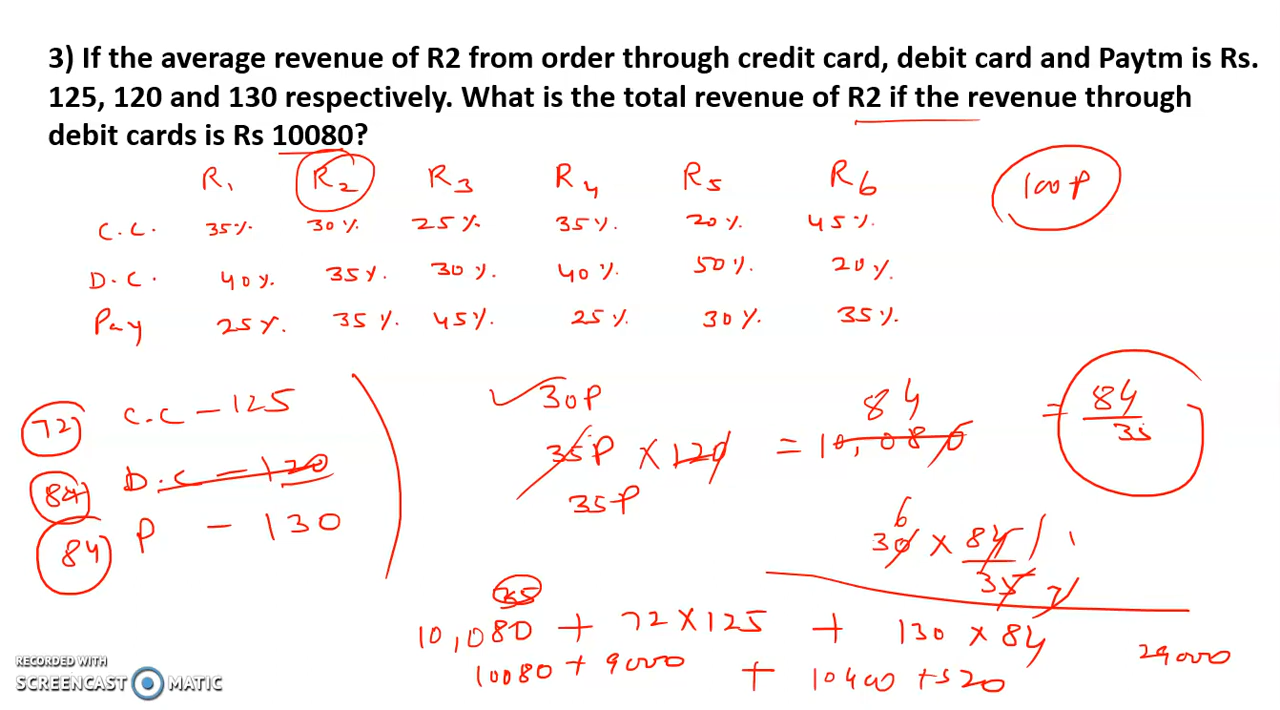 3) If the average revenue of R2 from order through credit card, debit card and Paytm is Rs.
125, 120 and 130 respectively. What is the total revenue of R2 if the revenue through
debit cards is Rs 10080?
R1 R2 R3 R4 R5 R6 100P
C.C. 35% 30% 25% 35% 20% 45%
D.C. 40% 35% 30% 40% 50% 20%
Pay 25% 35% 45% 25% 30% 35%
72 C.C - 125
84 D.C - 120
84 P - 130
30P
35P × 120 = 10,080 = 84/35
84
35P
6
30 × 84/35
7
35
10,080 + 72 × 125 + 130 × 84
10080 + 9000 + 10400 + 520
29000
RECORDED WITH
SCREENCAST MATIC